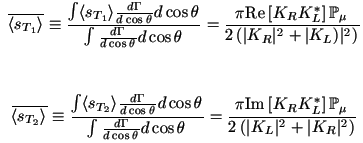 $\overline{\langle s_{T_1} \rangle} \equiv \frac{\int \langle s_{T_1} \rangle \frac{d\Gamma}{d\cos\theta} d\cos\theta}{\int \frac{d\Gamma}{d\cos\theta} d\cos\theta} = \frac{\pi \mathrm{Re}\left[K_R K_L^*\right] \mathbb{P}_\mu}{2\left(|K_R|^2 + |K_L)|^2\right)}$
$\overline{\langle s_{T_2} \rangle} \equiv \frac{\int \langle s_{T_2} \rangle \frac{d\Gamma}{d\cos\theta} d\cos\theta}{\int \frac{d\Gamma}{d\cos\theta} d\cos\theta} = \frac{\pi \mathrm{Im}\left[K_R K_L^*\right] \mathbb{P}_\mu}{2\left(|K_L|^2 + |K_R|^2\right)}$